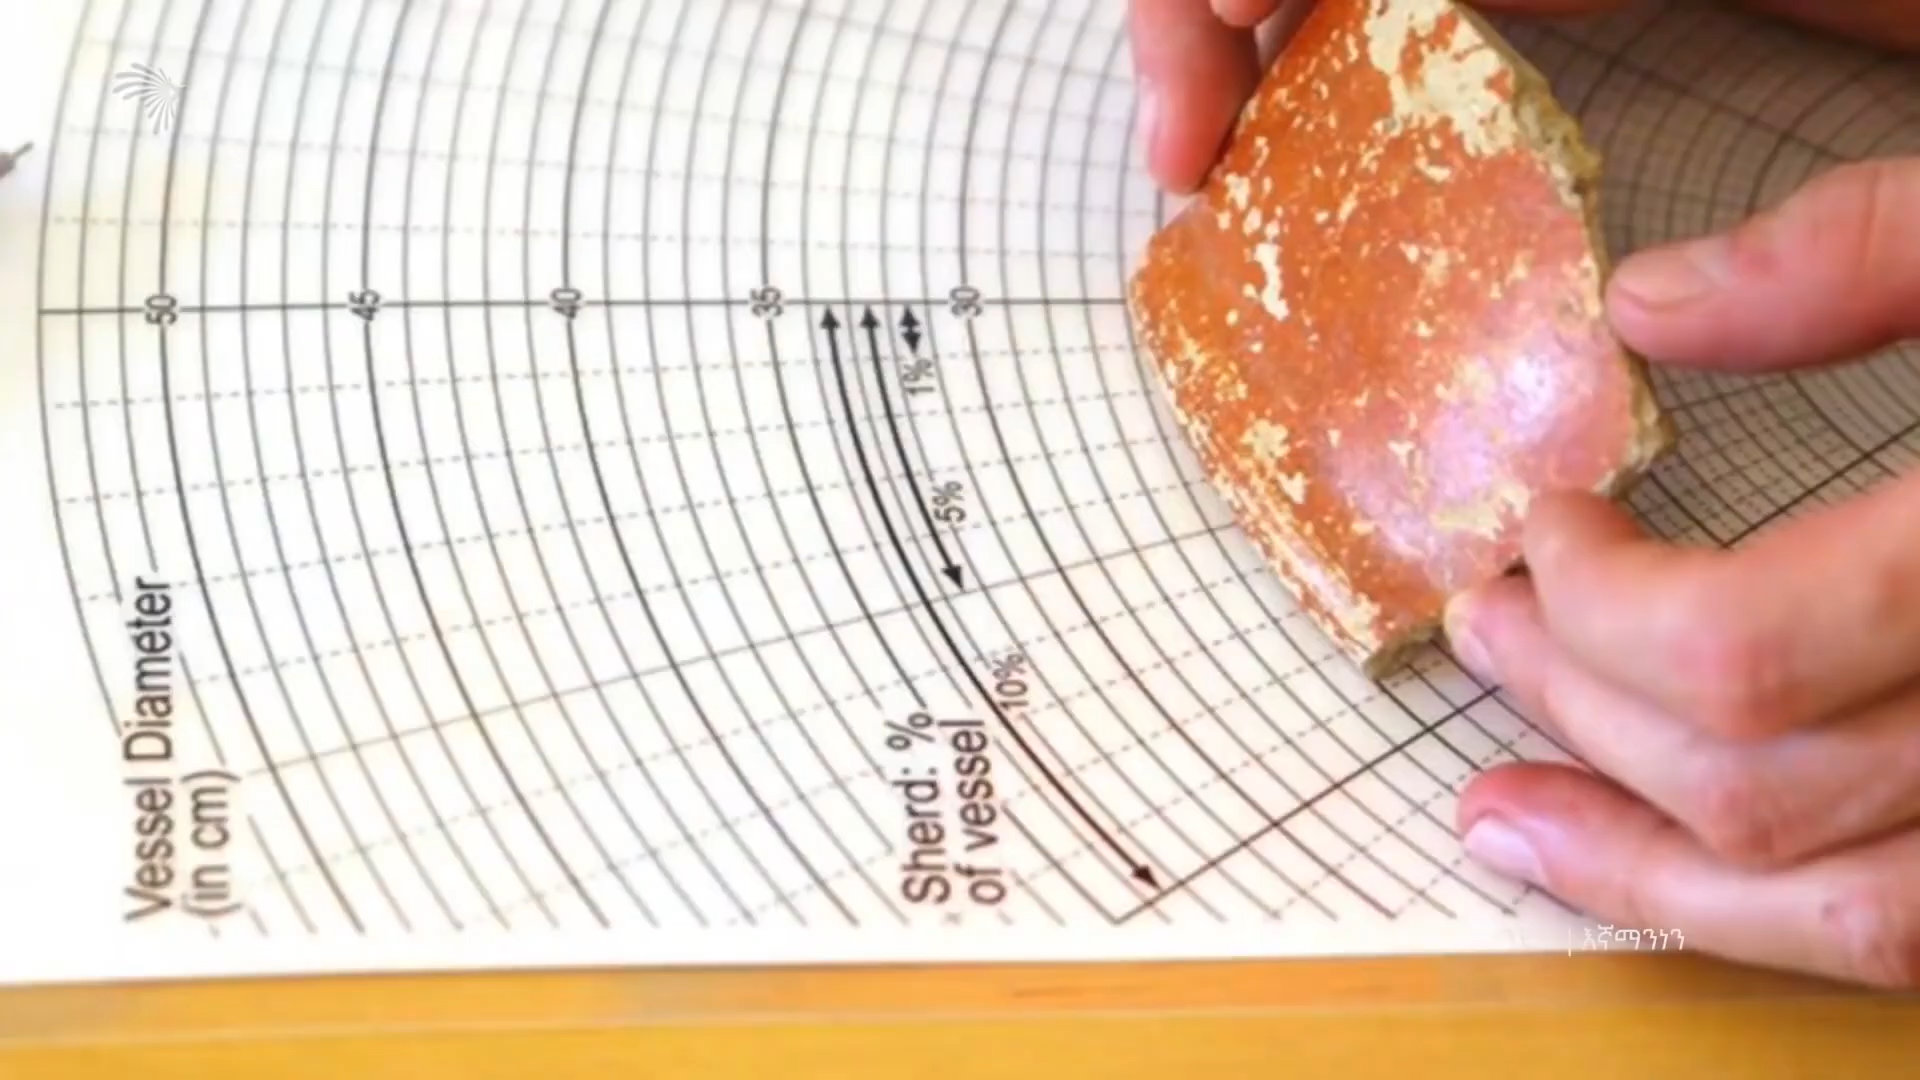 50
45
40
35
30
1%
5%
10%
Vessel Diameter
(in cm)
Sherd: %
of vessel
| እኛማንነን